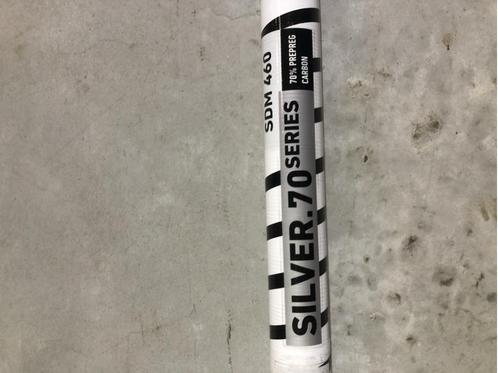 SDM 460
70% PREPREG
CARBON
SILVER.70 SERIES